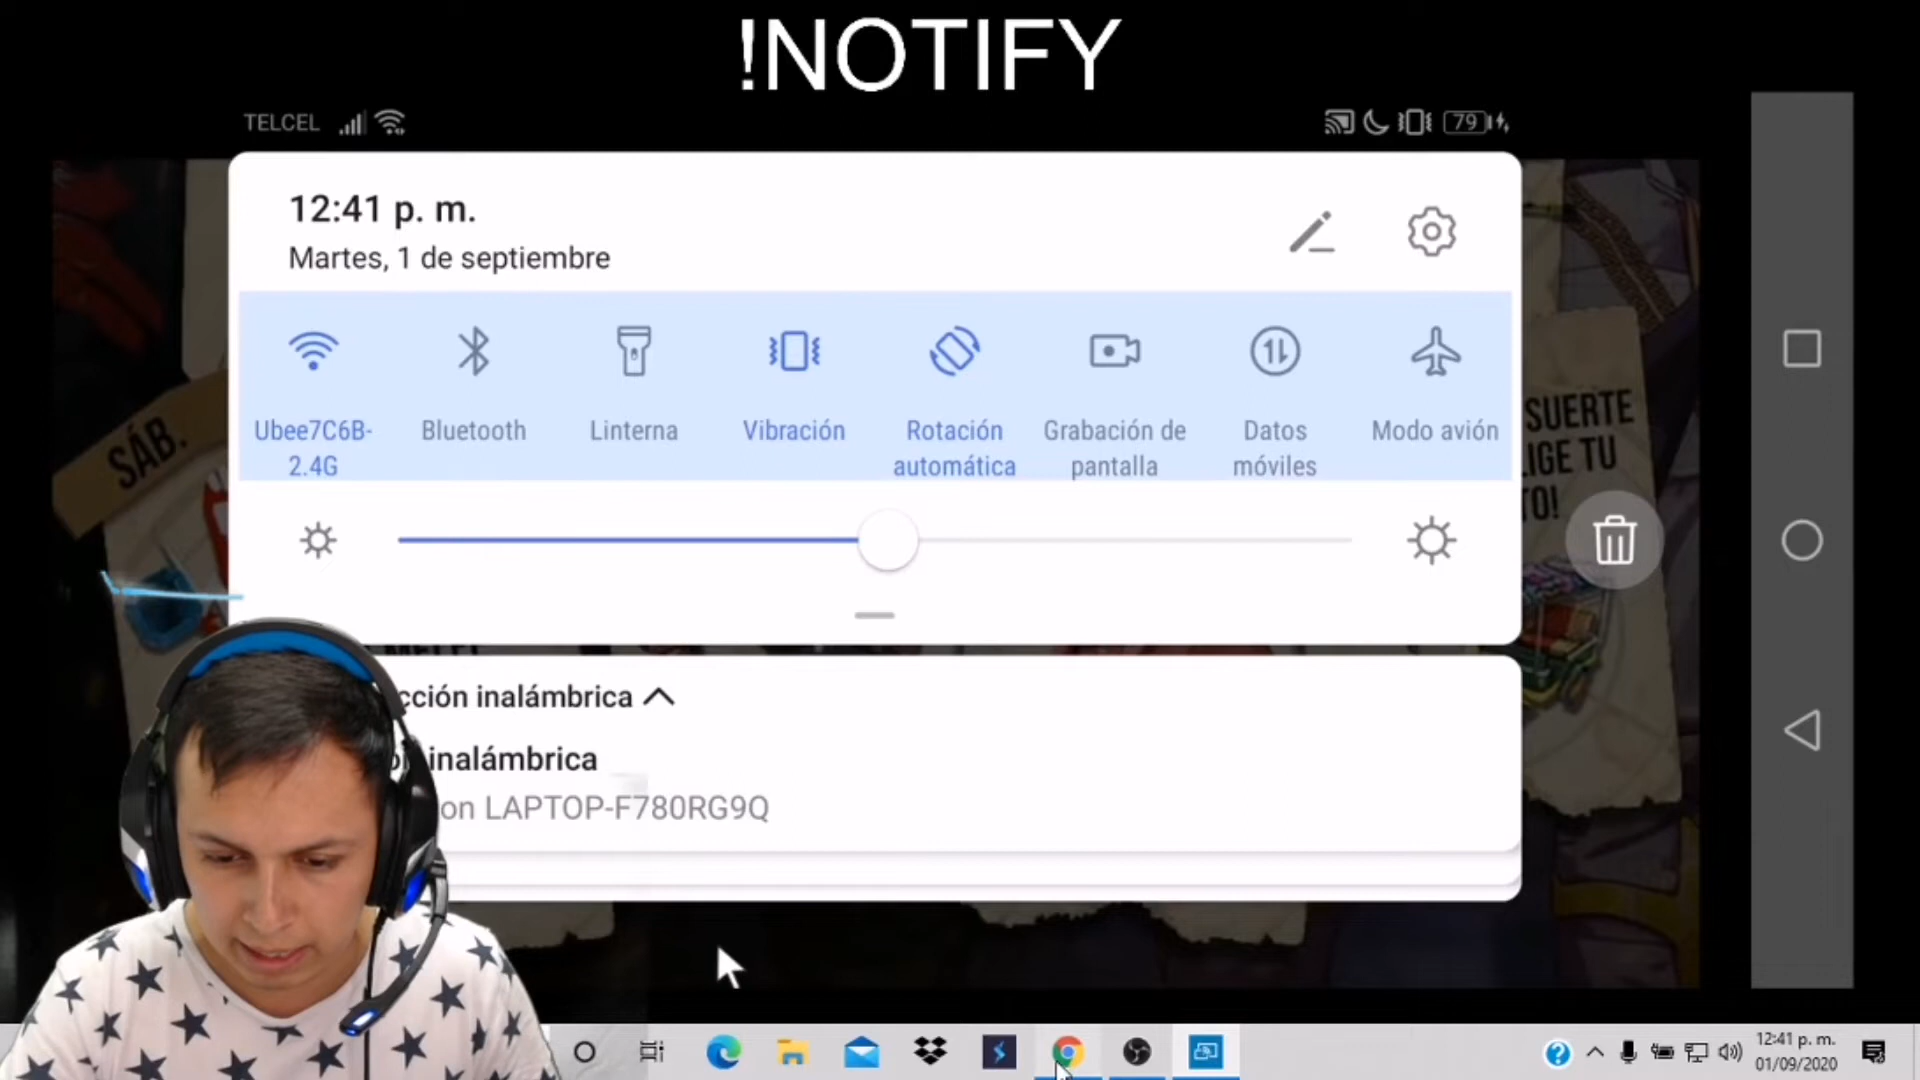 !NOTIFY
TELCEL
79
12:41 p. m.
Martes, 1 de septiembre
Ubee7C6B-
2.4G
Bluetooth
Linterna
Vibración
Rotación
automática
Grabación de
pantalla
Datos
móviles
Modo avión
SÁB.
SUERTE
LIGE TU
TO!
cción inalámbrica
inalámbrica
on LAPTOP-F780RG9Q
12:41 p. m.
01/09/2020